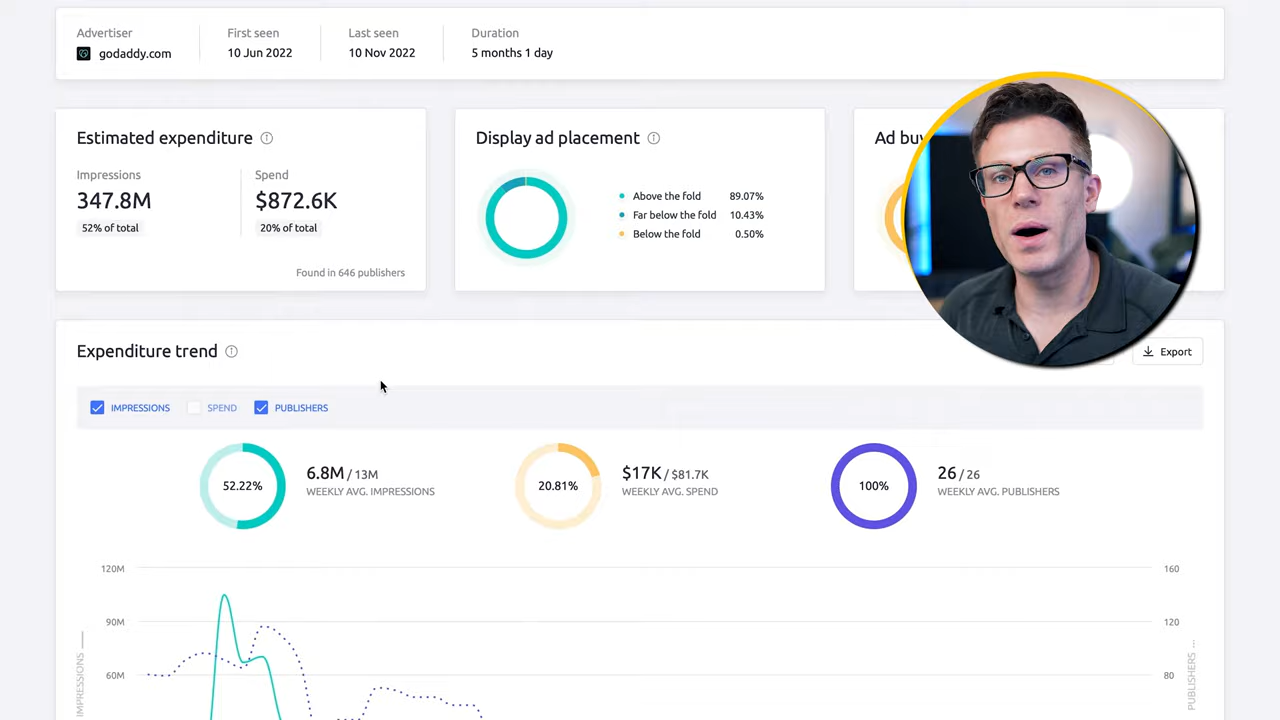 Advertiser
First seen
Last seen
Duration
godaddy.com
10 Jun 2022
10 Nov 2022
5 months 1 day
Estimated expenditure
Impressions
Spend
347.8M
$872.6K
52% of total
20% of total
Found in 646 publishers
Display ad placement
Above the fold 89.07%
Far below the fold 10.43%
Below the fold 0.50%
Ad buy
Expenditure trend
Export
IMPRESSIONS
SPEND
PUBLISHERS
52.22%
6.8M / 13M
WEEKLY AVG. IMPRESSIONS
20.81%
$17K / $81.7K
WEEKLY AVG. SPEND
100%
26 / 26
WEEKLY AVG. PUBLISHERS
120M
160
90M
120
60M
80
IMPRESSIONS
PUBLISHERS